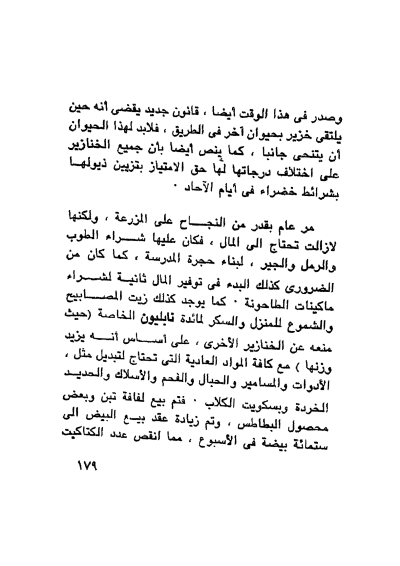 وصدر فى هذا الوقت أيضا ، قانون جديد يقضى أنه حين
يلتقى خزير بحيوان آخر فى الطريق ، فلابد لهذا الحيوان
أن يتنحى جانبا ، كما ينص أيضا بأن جميع الخنازير
على اختلاف درجاتها لها حق الامتياز بتزيين ذيولهـا
بشرائط خضراء فى أيام الآحاد ٠
مر عام بقدر من النجـــاح على المزرعة ، ولكنها
لازالت تحتاج الى المال ، فكان عليها شـــراء الطوب
والرمل والجير ، لبناء حجرة المدرسة ، كما كان من
الضرورى كذلك البدء فى توفير المال ثانيـة لشـــراء
ماكينات الطاحونة ٠ كما يوجد كذلك زيت المصـــابيح
والشموع للمنزل والسكر لمائدة نابليون الخاصة (حيث
منعه عن الخنازير الأخرى ، على أســـاس أنـــه يزيد
وزنها ) مع كافة المواد العادية التى تحتاج لتبديل مثل ،
الأدوات والمسامير والحبال والفحم والأسلاك والحديـد
الخردة وبسكويت الكلاب ٠ فتم بيع لفافة تبن وبعض
محصول البطاطس ، وتم زيادة عقد بيـــع البيض الى
ستمائة بيضة فى الأسبوع ، مما انقص عدد الكتاكيت
١٧٩